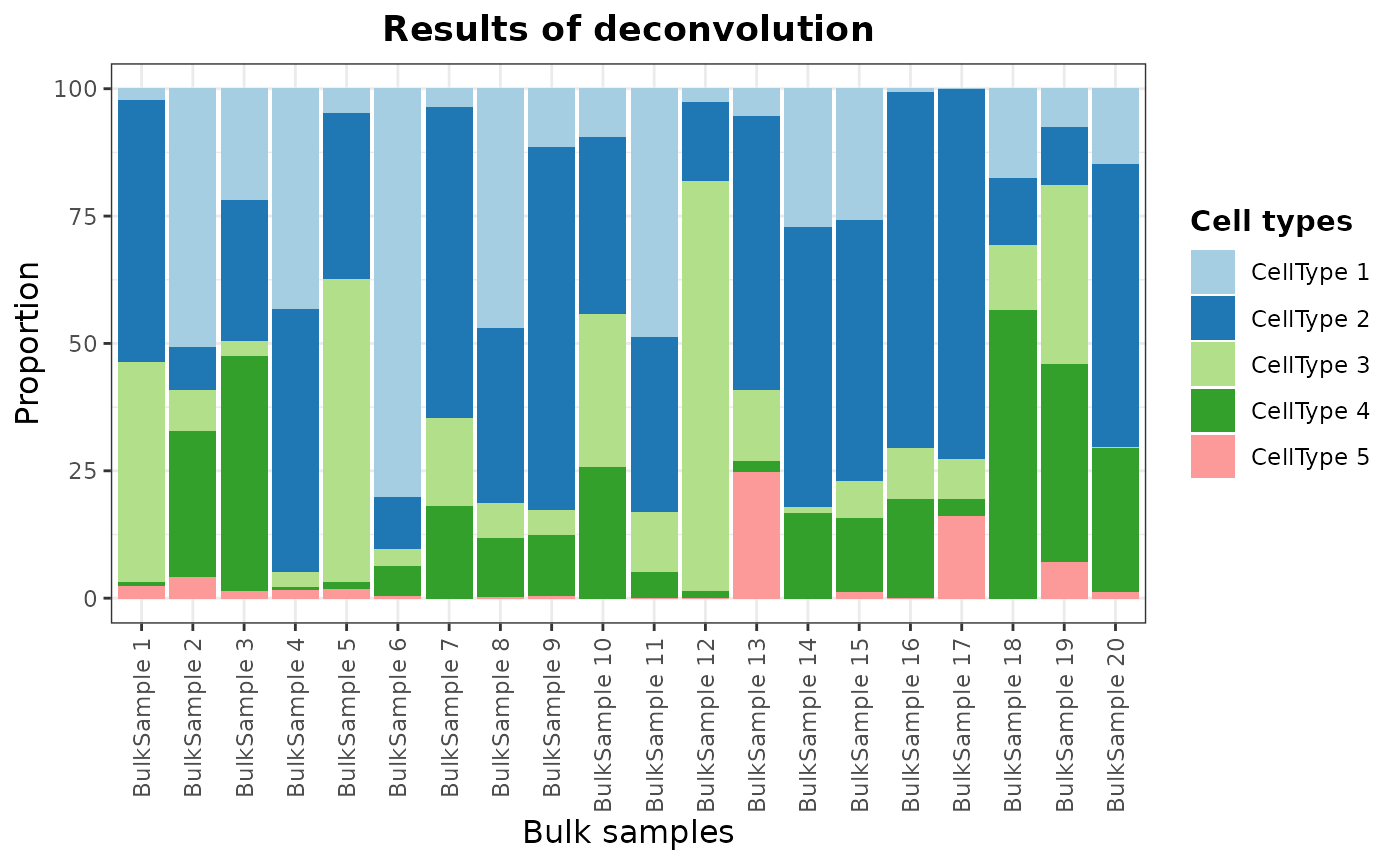 Results of deconvolution
Proportion
100
75
50
25
0
BulkSample 1
BulkSample 2
BulkSample 3
BulkSample 4
BulkSample 5
BulkSample 6
BulkSample 7
BulkSample 8
BulkSample 9
BulkSample 10
BulkSample 11
BulkSample 12
BulkSample 13
BulkSample 14
BulkSample 15
BulkSample 16
BulkSample 17
BulkSample 18
BulkSample 19
BulkSample 20
Bulk samples
Cell types
CellType 1
CellType 2
CellType 3
CellType 4
CellType 5